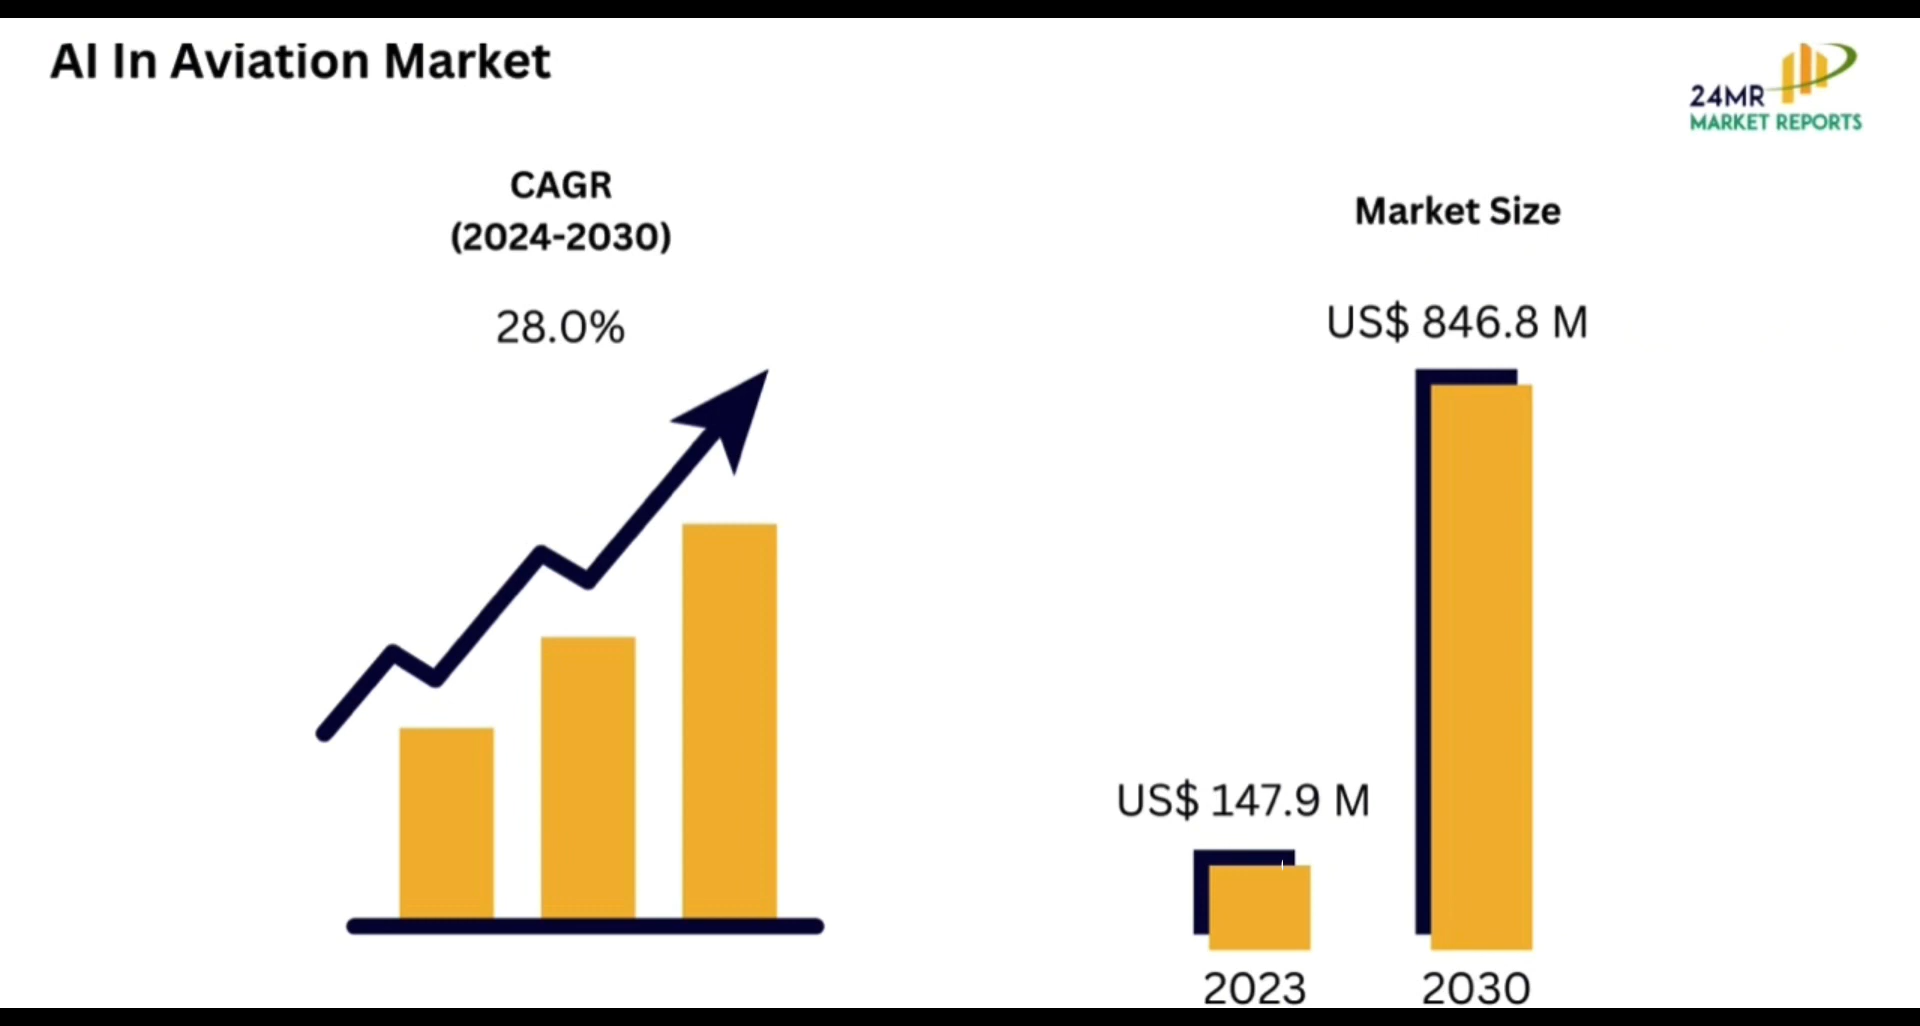 AI In Aviation Market
24MR
MARKET REPORTS
CAGR
(2024-2030)
28.0%
Market Size
US$ 846.8 M
US$ 147.9 M
2023
2030